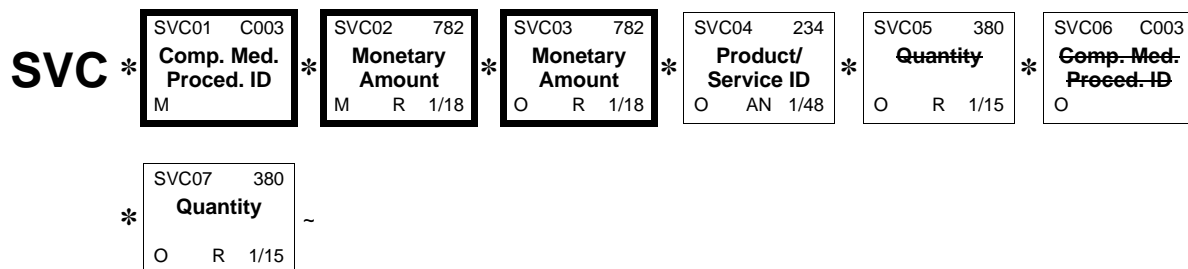 SVC01 C003 SVC02 782 SVC03 782 SVC04 234 SVC05 380 SVC06 C003
SVC * Comp. Med. Proced. ID * Monetary Amount * Monetary Amount * Product/ Service ID * Quantity * Comp. Med. Proced. ID
M M R 1/18 O R 1/18 O AN 1/48 O R 1/15 O
SVC07 380
* Quantity ~
O R 1/15